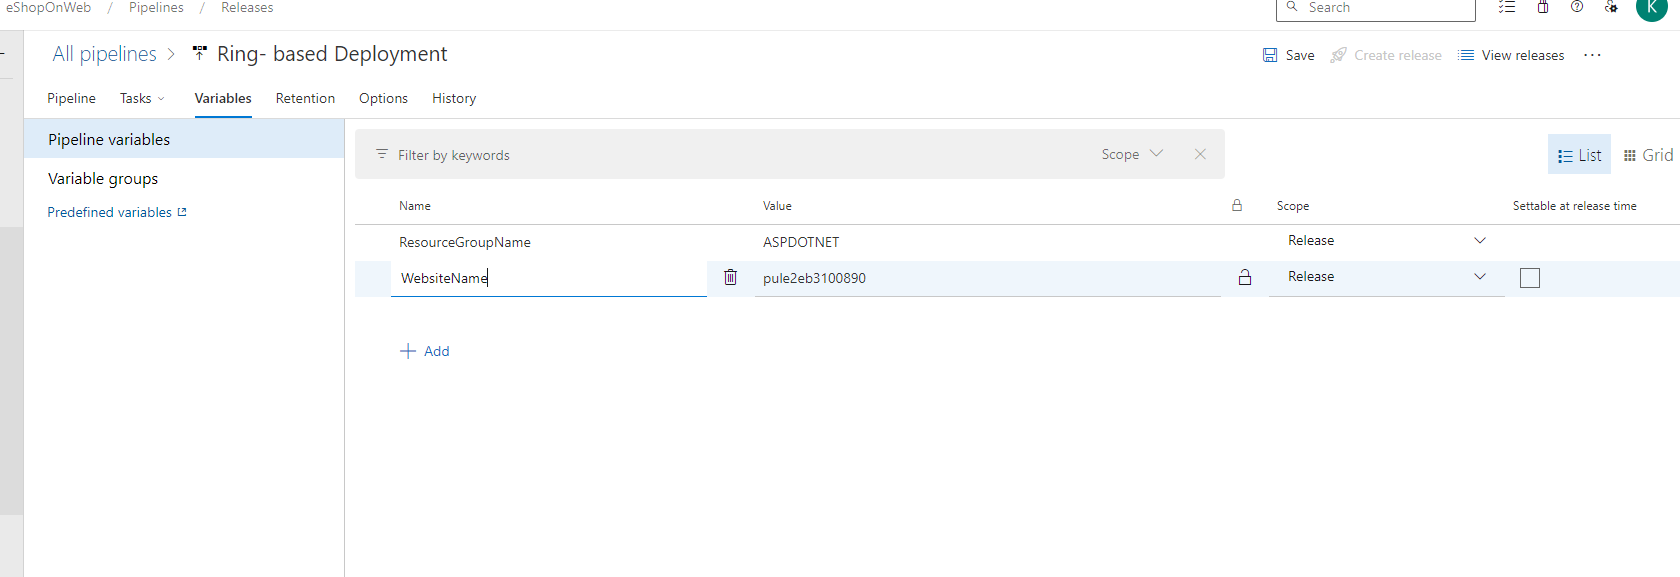 eShopOnWeb / Pipelines / Releases
Search
K
All pipelines > Ring- based Deployment
Save Create release View releases ...
Pipeline Tasks Variables Retention Options History
Pipeline variables
Variable groups
Predefined variables
Filter by keywords Scope
List Grid
Name Value Scope Settable at release time
ResourceGroupName ASPDOTNET Release
WebsiteName pule2eb3100890 Release
+ Add